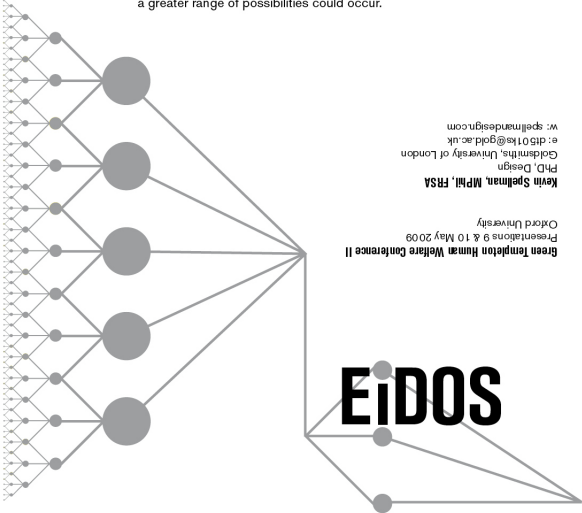 a greater range of possibilities could occur.
Green Templeton Human Welfare Conference II
Presentations 9 & 10 May 2009
Oxford University
Kevin Spellman, MPhil, FRSA
PhD, Design
Goldsmiths, University of London
e: dt501ks@gold.ac.uk
w: spellmandesign.com
EiDOS